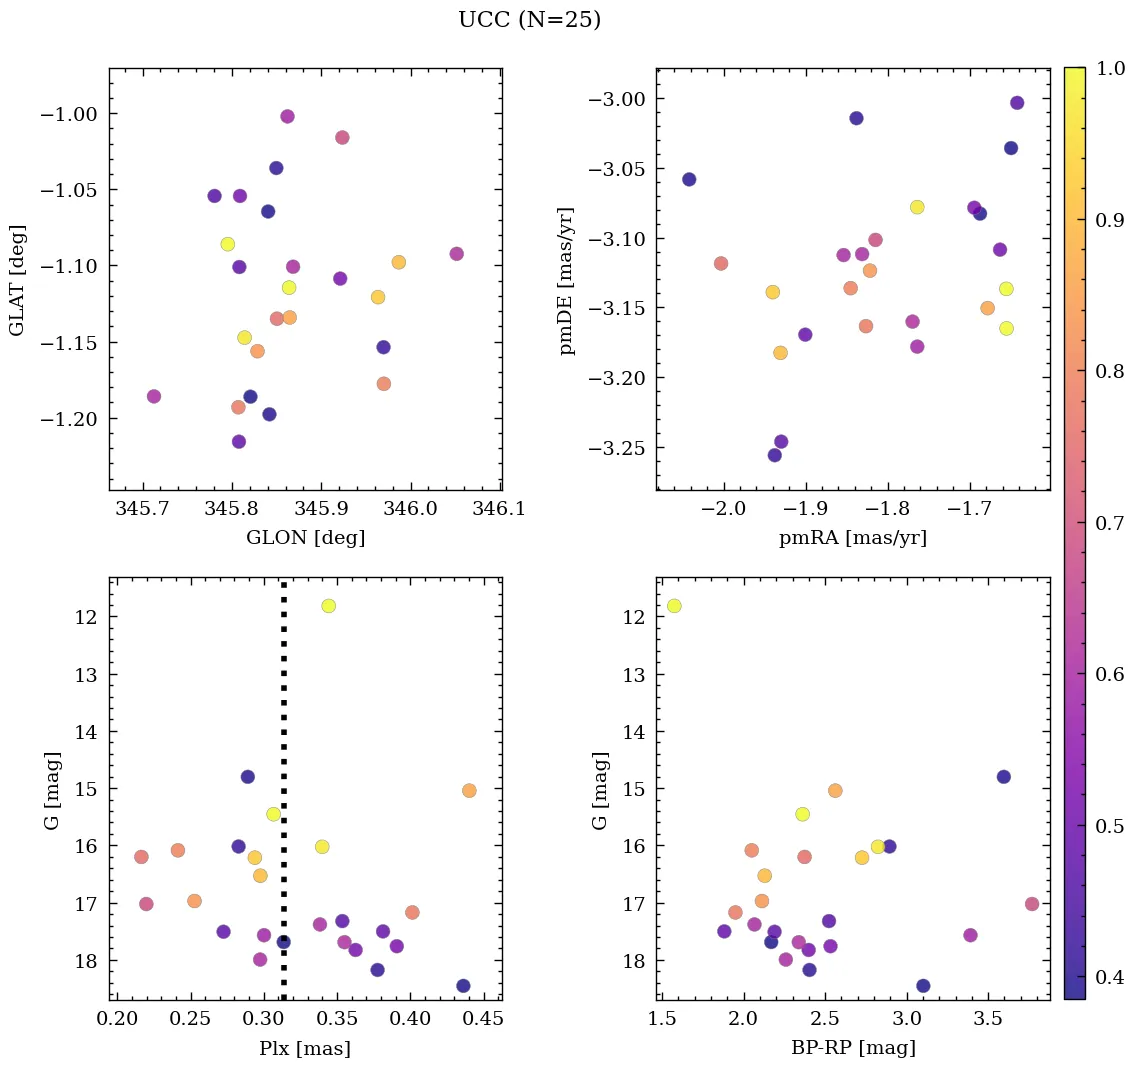 UCC (N=25)
−1.00
−1.05
−1.10
−1.15
−1.20
GLAT [deg]
345.7 345.8 345.9 346.0 346.1
GLON [deg]
−3.00
−3.05
−3.10
−3.15
−3.20
−3.25
pmDE [mas/yr]
−2.0 −1.9 −1.8 −1.7
pmRA [mas/yr]
12
13
14
15
16
17
18
G [mag]
0.20 0.25 0.30 0.35 0.40 0.45
Plx [mas]
12
13
14
15
16
17
18
G [mag]
1.5 2.0 2.5 3.0 3.5
BP-RP [mag]
1.0
0.9
0.8
0.7
0.6
0.5
0.4